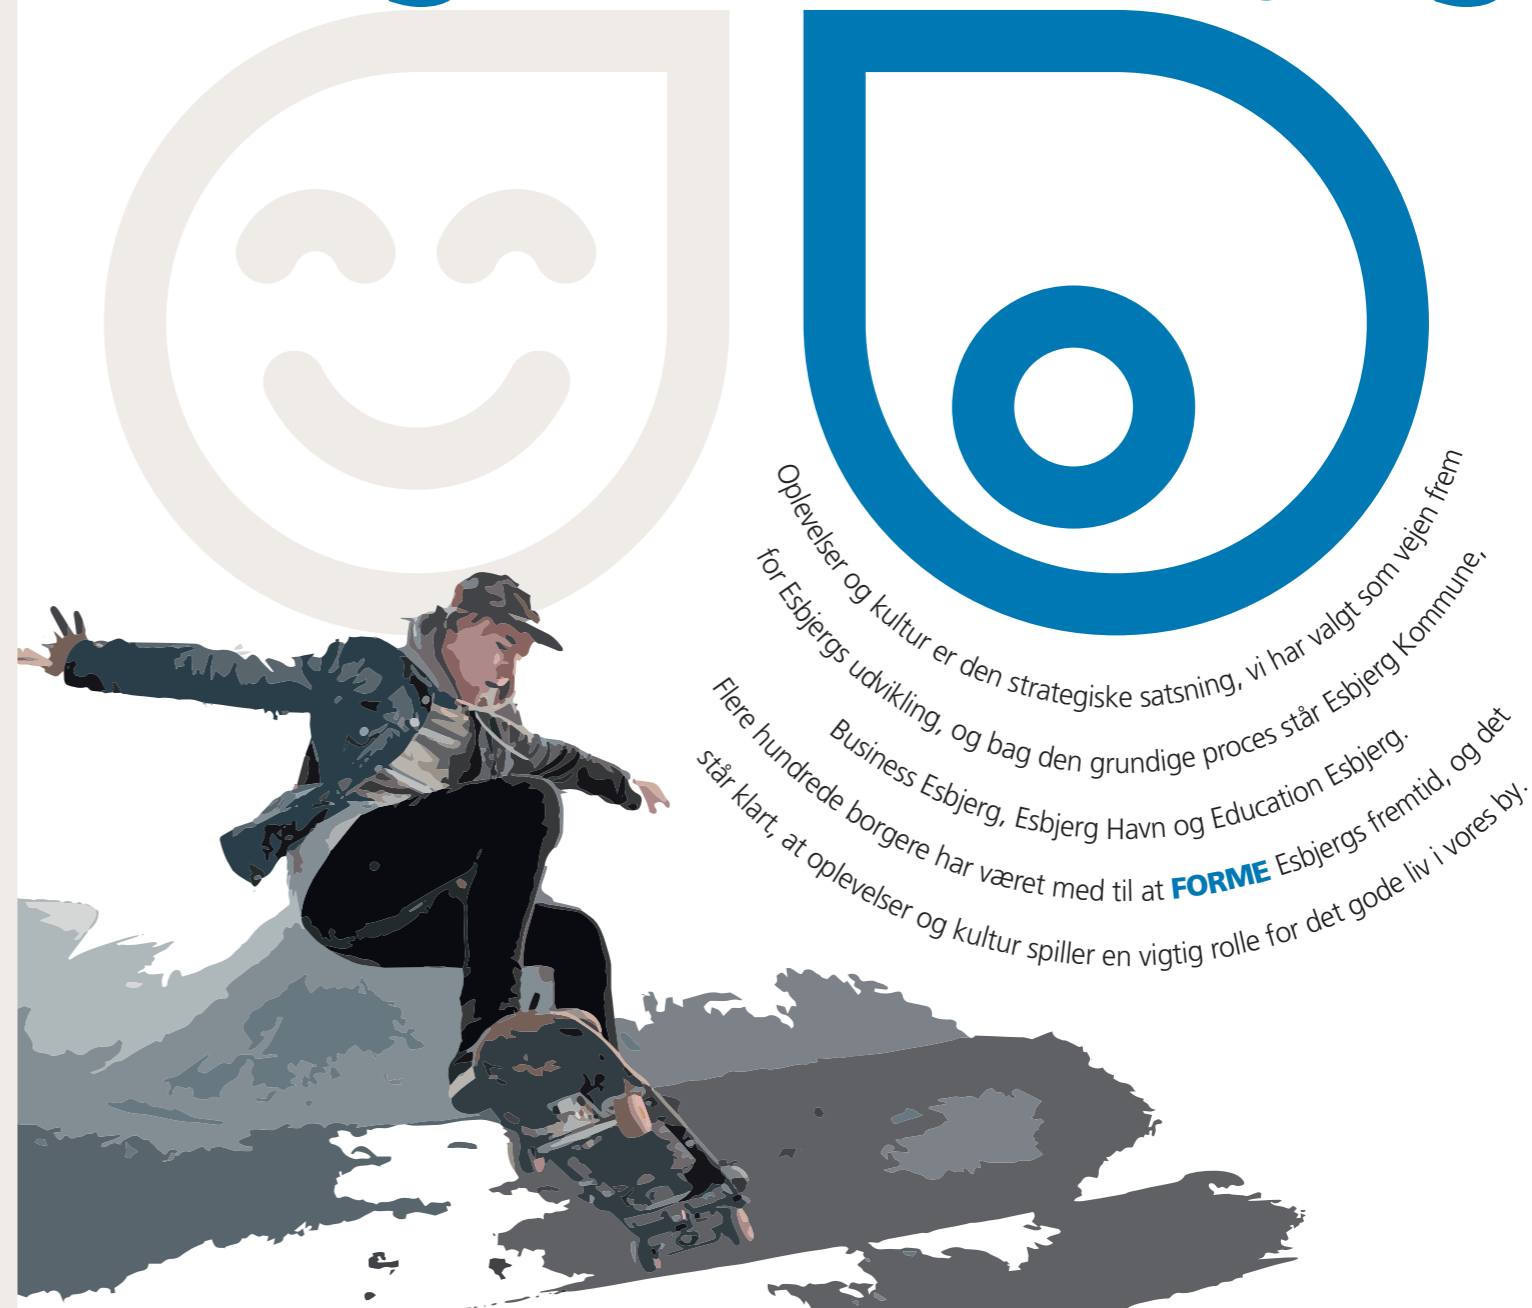 Oplevelser og kultur er den strategiske satsning, vi har valgt som vejen frem
for Esbjergs udvikling, og bag den grundige proces står Esbjerg Kommune,
Business Esbjerg, Esbjerg Havn og Education Esbjerg.
Flere hundrede borgere har været med til at FORME Esbjergs fremtid, og det
står klart, at oplevelser og kultur spiller en vigtig rolle for det gode liv i vores by.